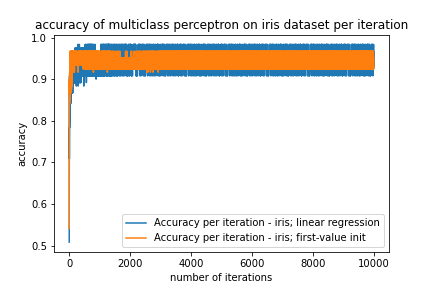 accuracy of multiclass perceptron on iris dataset per iteration
1.0
0.9
0.8
0.7
0.6
0.5
accuracy
Accuracy per iteration - iris; linear regression
Accuracy per iteration - iris; first-value init
0 2000 4000 6000 8000 10000
number of iterations